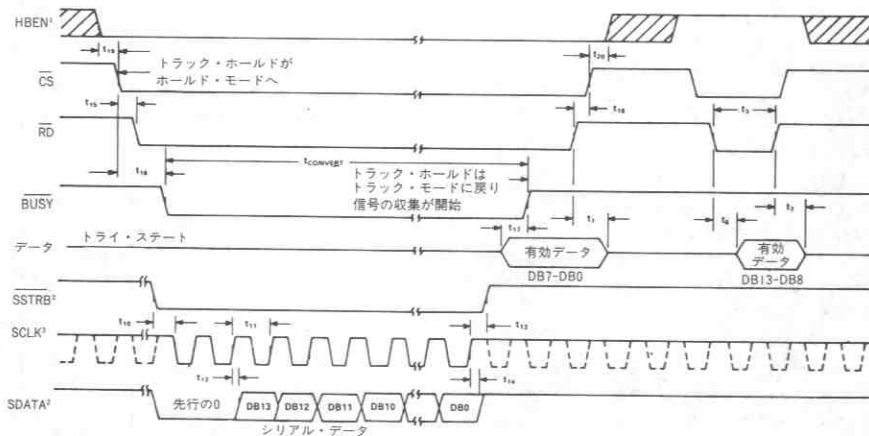 HBEN¹
t₁₉
t₂₀
トラック・ホールドが
ホールド・モードへ
CS
t₁₅
t₁₈
t₃
RD
t₁₆
tCONVERT
トラック・ホールドは
トラック・モードに戻り
信号の収集が開始
BUSY
t₁₇
t₇
t₆
t₇
データ
トライ・ステート
有効データ
DB7-DB0
有効
データ
DB13-DB8
SSTRB²
t₁₀
t₁₁
t₁₃
SCLK³
t₁₂
t₁₄
SDATA²
先行の0
DB13
DB12
DB11
DB10
DB0
シリアル・データ